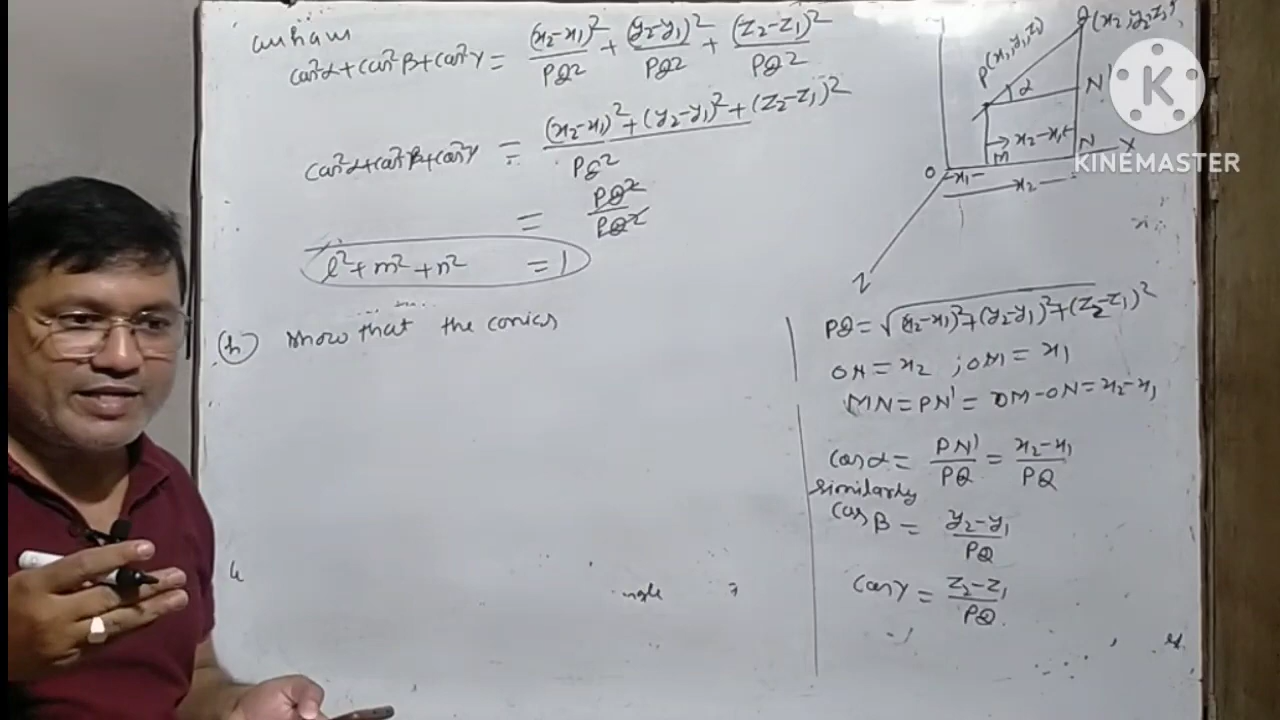 cos²α+cos²β+cos²γ = (x₂-x₁)²/PQ² + (y₂-y₁)²/PQ² + (z₂-z₁)²/PQ²
cos²α+cos²β+cos²γ = (x₂-x₁)²+(y₂-y₁)²+(z₂-z₁)²/PQ²
= PQ²/PQ²
l²+m²+n² = 1
(h) show that the conics
P(x₁,y₁,z₁)
Q(x₂,y₂,z₂)
α
N'
x₂-x₁
M
N
X
O
x₁
x₂
Z
KINEMASTER
PQ = √(x₂-x₁)²+(y₂-y₁)²+(z₂-z₁)²
ON = x₂ ; OM = x₁
MN = PN' = OM-ON = x₂-x₁
cosα = PN'/PQ = x₂-x₁/PQ
similarly
cosβ = y₂-y₁/PQ
cosγ = z₂-z₁/PQ